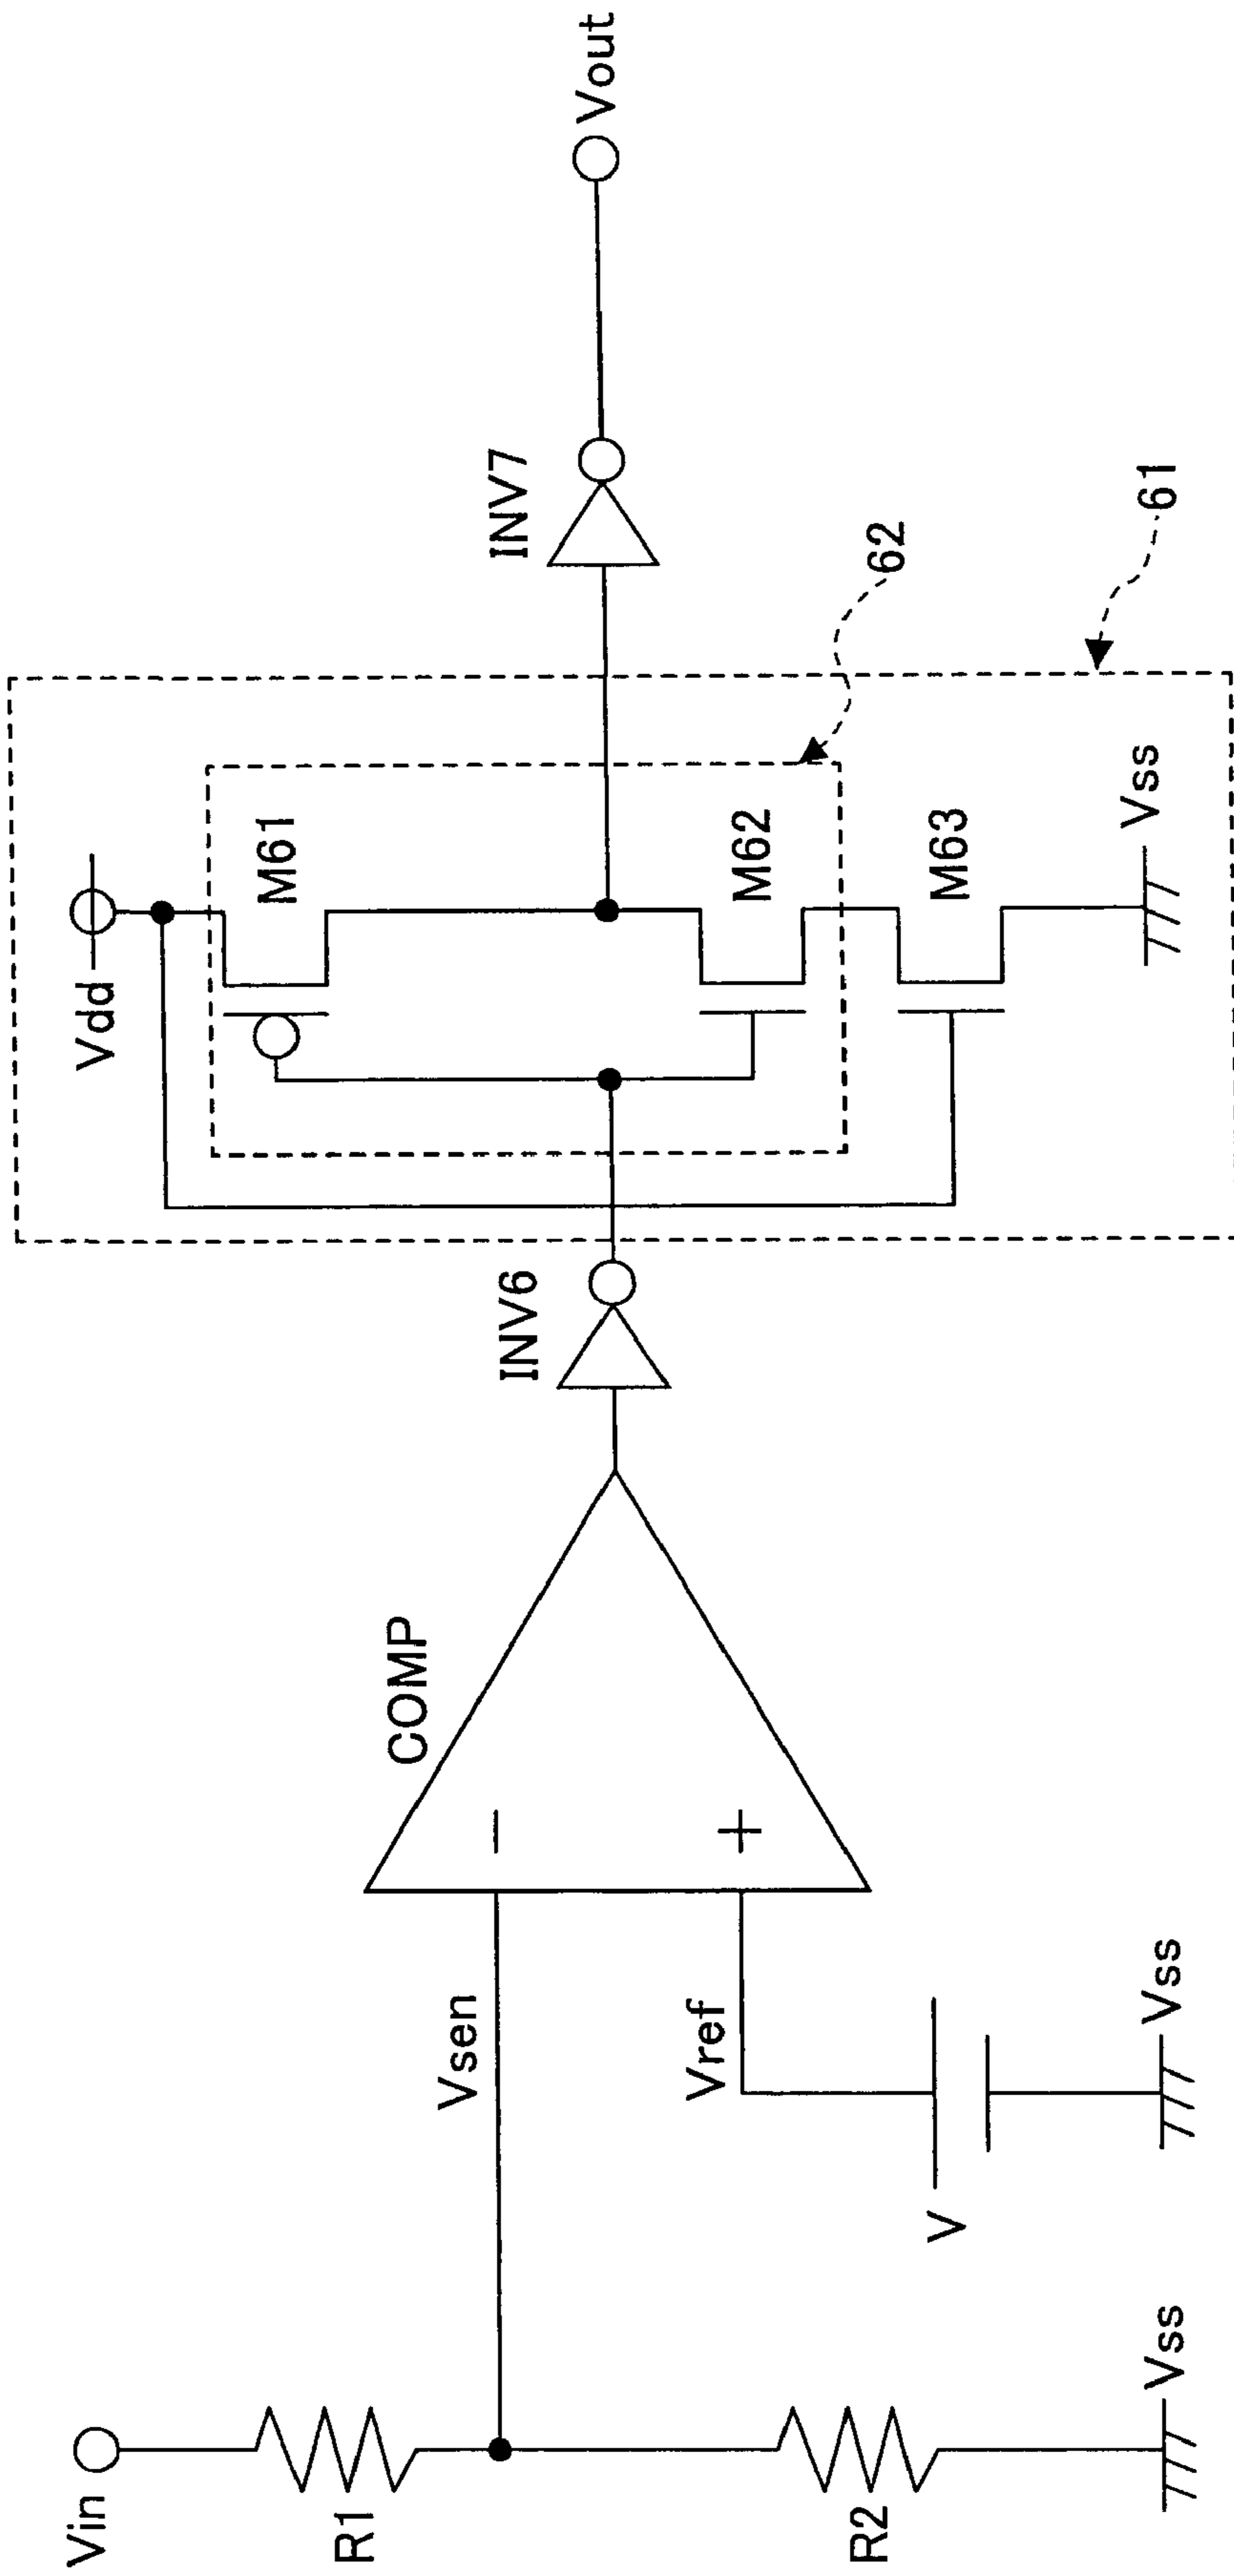 Vin
R1
R2
Vss
Vsen
Vref
V
Vss
COMP
−
+
INV6
Vdd
M61
M62
M63
Vss
62
61
INV7
Vout